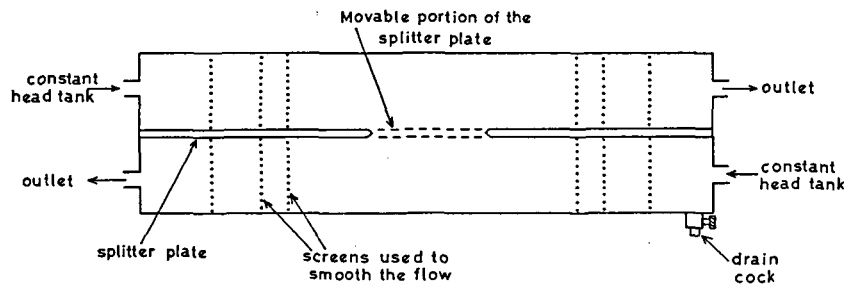 Movable portion of the
splitter plate
constant
head tank
outlet
outlet
constant
head tank
splitter plate
screens used to
smooth the flow
drain
cock